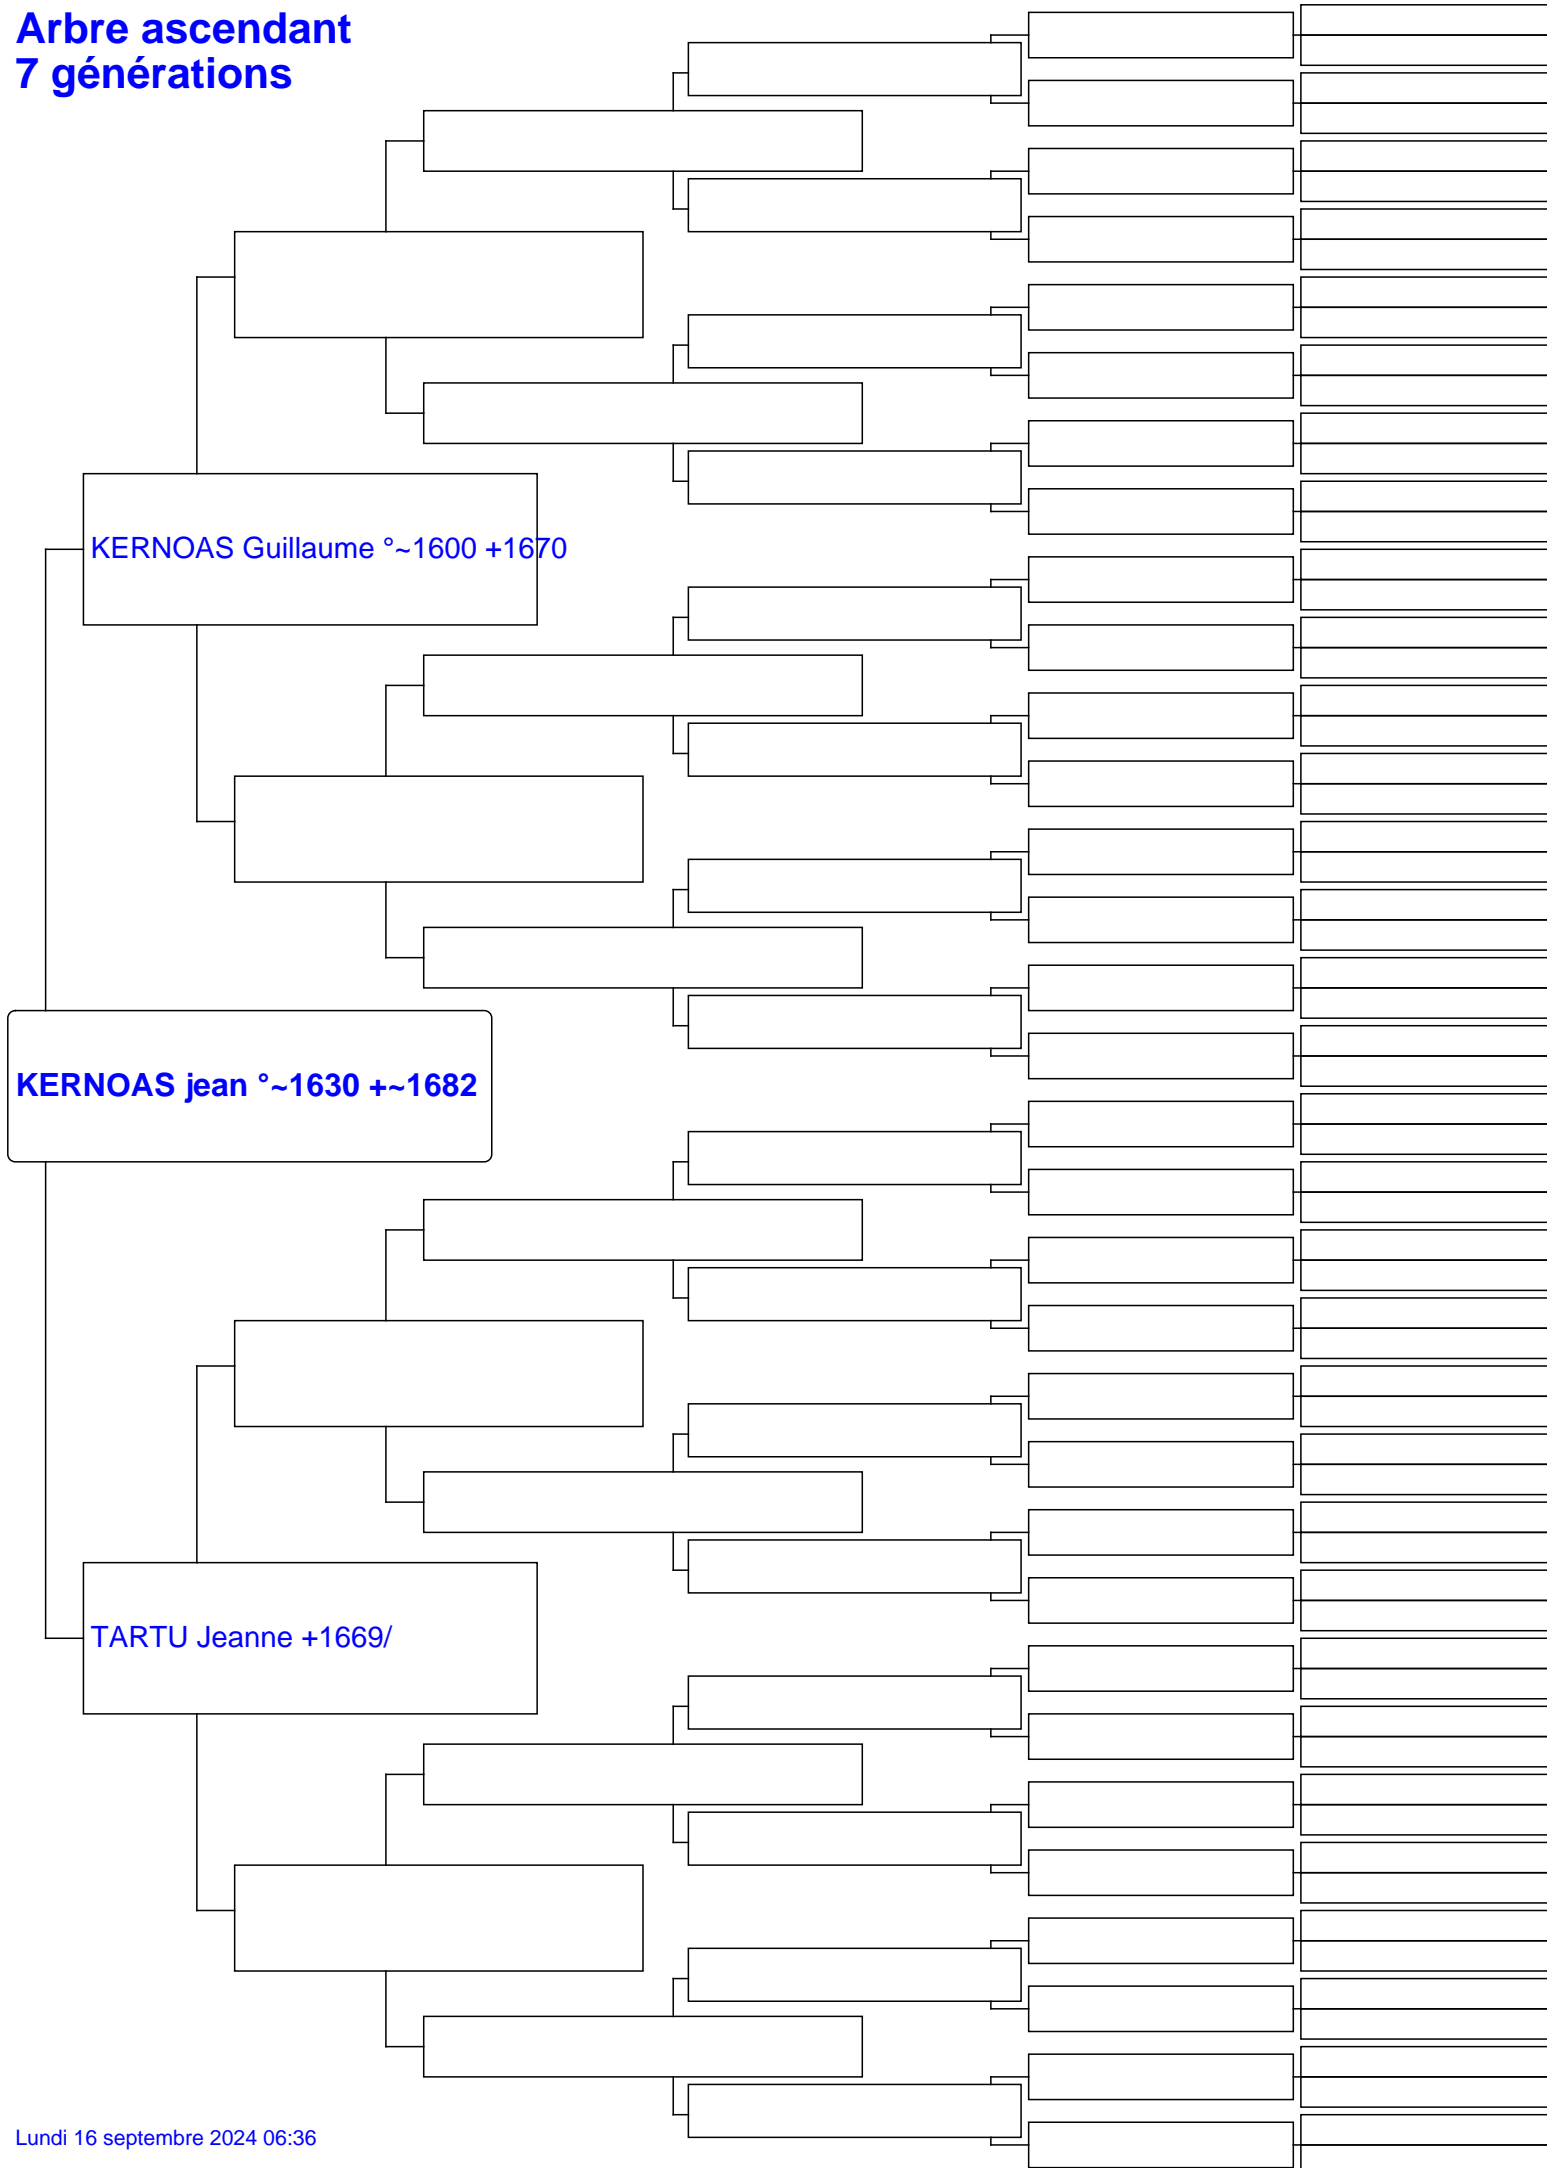 Arbre ascendant
7 générations
KERNOAS Guillaume °~1600 +1670
KERNOAS jean °~1630 +~1682
TARTU Jeanne +1669/
Lundi 16 septembre 2024 06:36